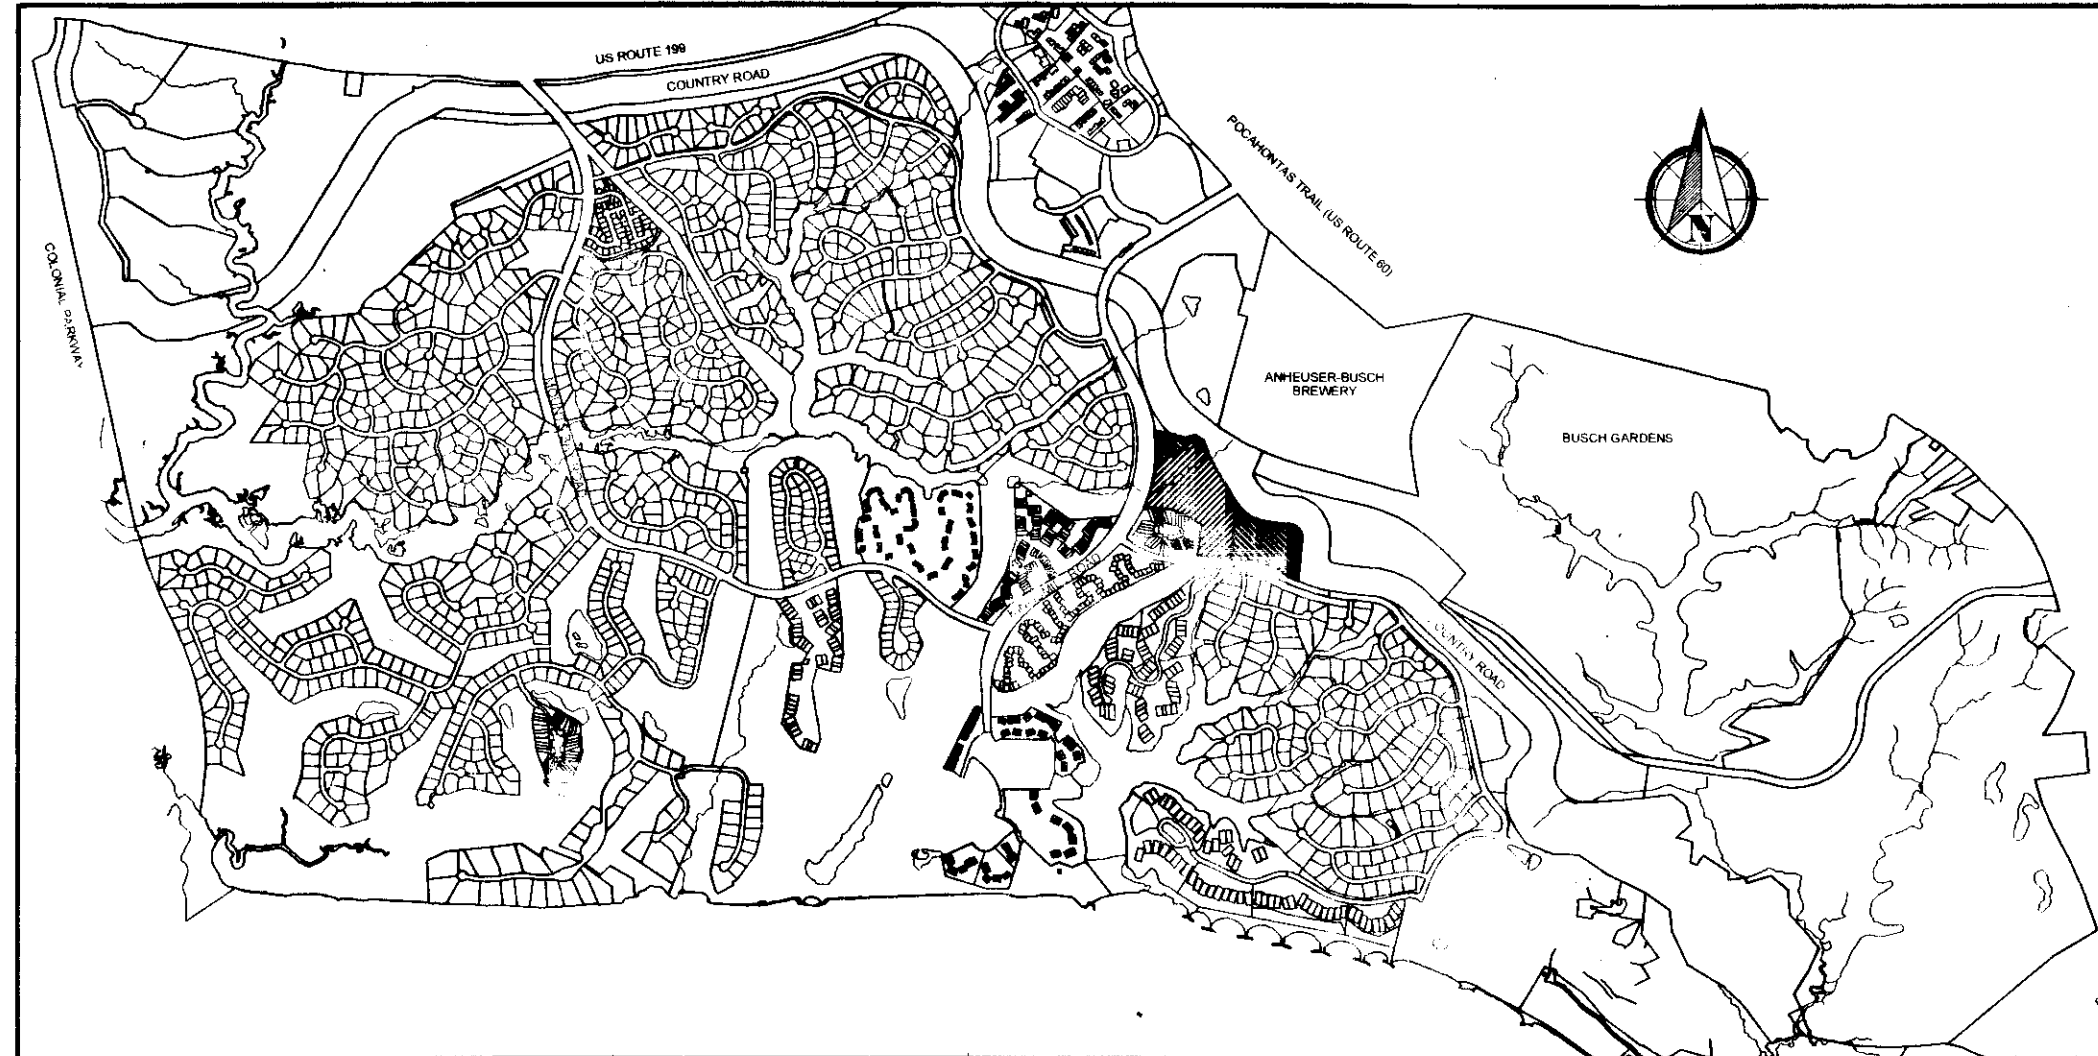 US ROUTE 199
COUNTRY ROAD
POCAHONTAS TRAIL (US ROUTE 60)
N
COLONIAL PARKWAY
ANHEUSER-BUSCH
BREWERY
BUSCH GARDENS
ROAD
COUNTRY ROAD